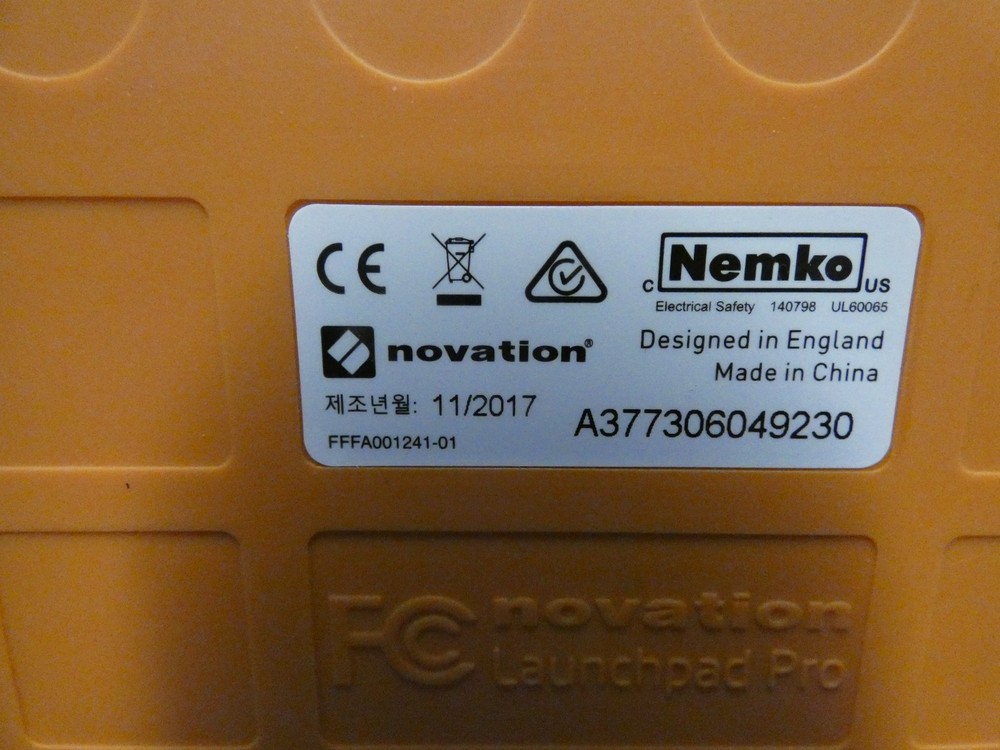 CE
c Nemko US
Electrical Safety 140798 UL60065
novation®
Designed in England
Made in China
제조년월: 11/2017
A377306049230
FFFA001241-01
FC novation
Launchpad Pro